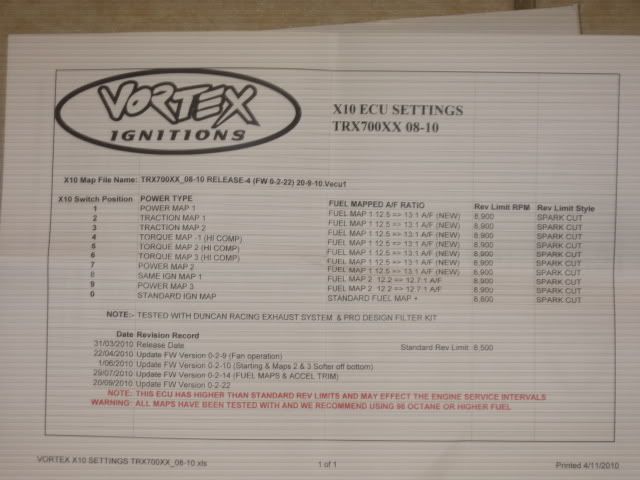 VORTEX
IGNITIONS
X10 ECU SETTINGS
TRX700XX 08-10
X10 Map File Name: TRX700XX_08-10 RELEASE-4 (FW 0-2-22) 20-9-10.Vecu1
X10 Switch Position POWER TYPE FUEL MAPPED A/F RATIO Rev Limit RPM Rev Limit Style
1 POWER MAP 1 FUEL MAP 1 12.5 => 13:1 A/F (NEW) 8,900 SPARK CUT
2 TRACTION MAP 1 FUEL MAP 1 12.5 => 13:1 A/F (NEW) 8,900 SPARK CUT
3 TRACTION MAP 2 FUEL MAP 1 12.5 => 13:1 A/F (NEW) 8,900 SPARK CUT
4 TORQUE MAP -1 (HI COMP) FUEL MAP 1 12.5 => 13:1 A/F (NEW) 8,900 SPARK CUT
5 TORQUE MAP 2 (HI COMP) FUEL MAP 1 12.5 => 13:1 A/F (NEW) 8,900 SPARK CUT
6 TORQUE MAP 3 (HI COMP) FUEL MAP 1 12.5 => 13:1 A/F (NEW) 8,900 SPARK CUT
7 POWER MAP 2 FUEL MAP 1 12.5 => 13:1 A/F (NEW) 8,900 SPARK CUT
8 SAME IGN MAP 1 FUEL MAP 2 12.2 => 12.7:1 A/F 8,900 SPARK CUT
9 POWER MAP 3 FUEL MAP 2 12.2 => 12.7:1 A/F 8,900 SPARK CUT
0 STANDARD IGN MAP STANDARD FUEL MAP + 8,600 SPARK CUT
NOTE:- TESTED WITH DUNCAN RACING EXHAUST SYSTEM & PRO DESIGN FILTER KIT
Date Revision Record
31/03/2010 Release Date Standard Rev Limit 8,500
22/04/2010 Update FW Version 0-2-9 (Fan operation)
1/06/2010 Update FW Version 0-2-10 (Starting & Maps 2 & 3 Softer off bottom)
29/07/2010 Update FW Version 0-2-14 (FUEL MAPS & ACCEL TRIM)
20/09/2010 Update FW Version 0-2-22
NOTE: THIS ECU HAS HIGHER THAN STANDARD REV LIMITS AND MAY EFFECT THE ENGINE SERVICE INTERVALS
WARNING: ALL MAPS HAVE BEEN TESTED WITH AND WE RECOMMEND USING 98 OCTANE OR HIGHER FUEL
VORTEX X10 SETTINGS TRX700XX_08-10.xls 1 of 1 Printed 4/11/2010